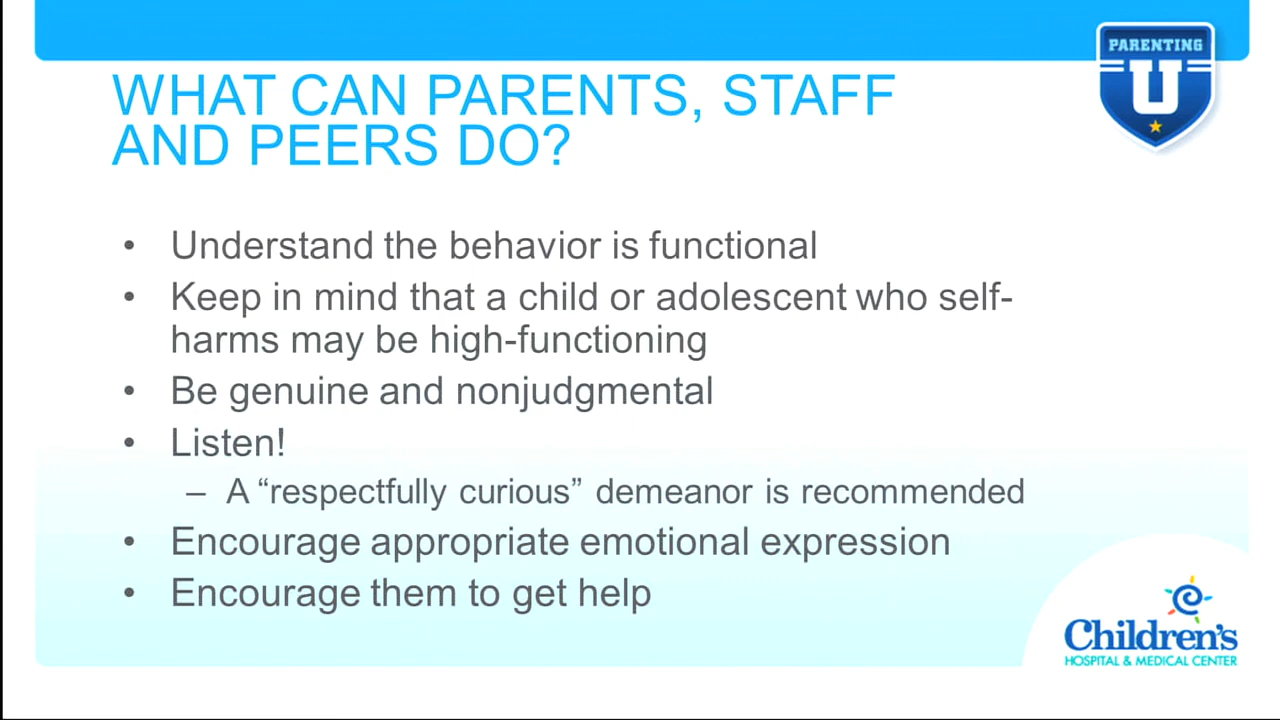 PARENTING
U
WHAT CAN PARENTS, STAFF
AND PEERS DO?
• Understand the behavior is functional
• Keep in mind that a child or adolescent who self-
harms may be high-functioning
• Be genuine and nonjudgmental
• Listen!
– A “respectfully curious” demeanor is recommended
• Encourage appropriate emotional expression
• Encourage them to get help
Children's
HOSPITAL & MEDICAL CENTER